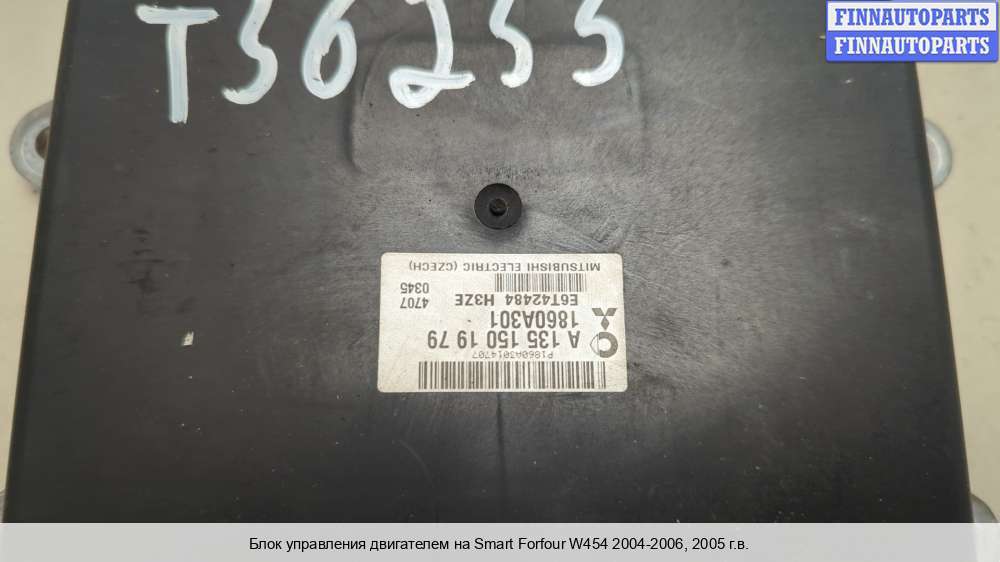 FINNAUTOPARTS
FINNAUTOPARTS
T36233
P1860A3014707
A 135 150 19 79
1860A301
E6T42484 H3ZE
4707
0345
MITSUBISHI ELECTRIC (CZECH)
Блок управления двигателем на Smart Forfour W454 2004-2006, 2005 г.в.